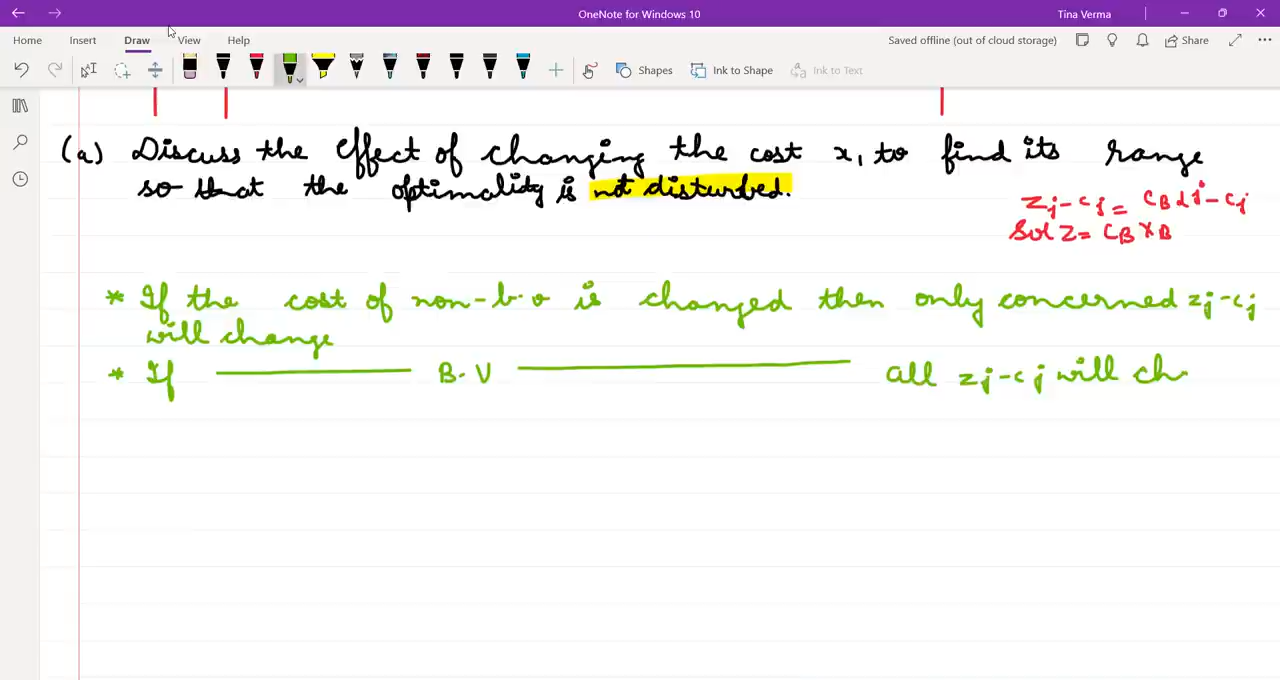 OneNote for Windows 10
Tina Verma
Home Insert Draw View Help
Saved offline (out of cloud storage)
Share
Shapes
Ink to Shape
Ink to Text
(a) Discuss the effect of changing the cost x₁ to find its range
so that the optimality is not disturbed.
zj-cj = CB αj - cj
Sol Z = CB XB
* If the cost of non-b.v is changed then only concerned zj-cj
will change
* If ———— B.V ———————— all zj-cj will ch